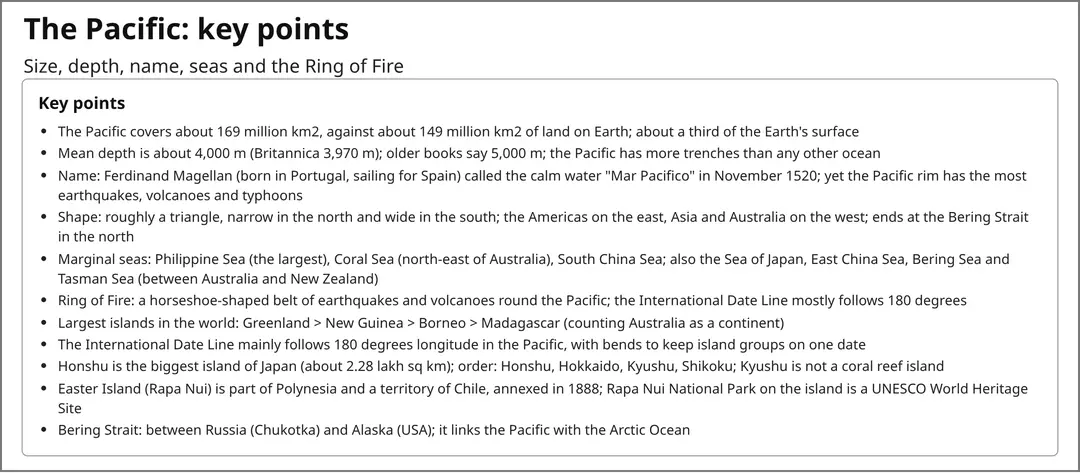 The Pacific: key points
Size, depth, name, seas and the Ring of Fire
Key points
• The Pacific covers about 169 million km2, against about 149 million km2 of land on Earth; about a third of the Earth's surface
• Mean depth is about 4,000 m (Britannica 3,970 m); older books say 5,000 m; the Pacific has more trenches than any other ocean
• Name: Ferdinand Magellan (born in Portugal, sailing for Spain) called the calm water "Mar Pacifico" in November 1520; yet the Pacific rim has the most
earthquakes, volcanoes and typhoons
• Shape: roughly a triangle, narrow in the north and wide in the south; the Americas on the east, Asia and Australia on the west; ends at the Bering Strait
in the north
• Marginal seas: Philippine Sea (the largest), Coral Sea (north-east of Australia), South China Sea; also the Sea of Japan, East China Sea, Bering Sea and
Tasman Sea (between Australia and New Zealand)
• Ring of Fire: a horseshoe-shaped belt of earthquakes and volcanoes round the Pacific; the International Date Line mostly follows 180 degrees
• Largest islands in the world: Greenland > New Guinea > Borneo > Madagascar (counting Australia as a continent)
• The International Date Line mainly follows 180 degrees longitude in the Pacific, with bends to keep island groups on one date
• Honshu is the biggest island of Japan (about 2.28 lakh sq km); order: Honshu, Hokkaido, Kyushu, Shikoku; Kyushu is not a coral reef island
• Easter Island (Rapa Nui) is part of Polynesia and a territory of Chile, annexed in 1888; Rapa Nui National Park on the island is a UNESCO World Heritage
Site
• Bering Strait: between Russia (Chukotka) and Alaska (USA); it links the Pacific with the Arctic Ocean